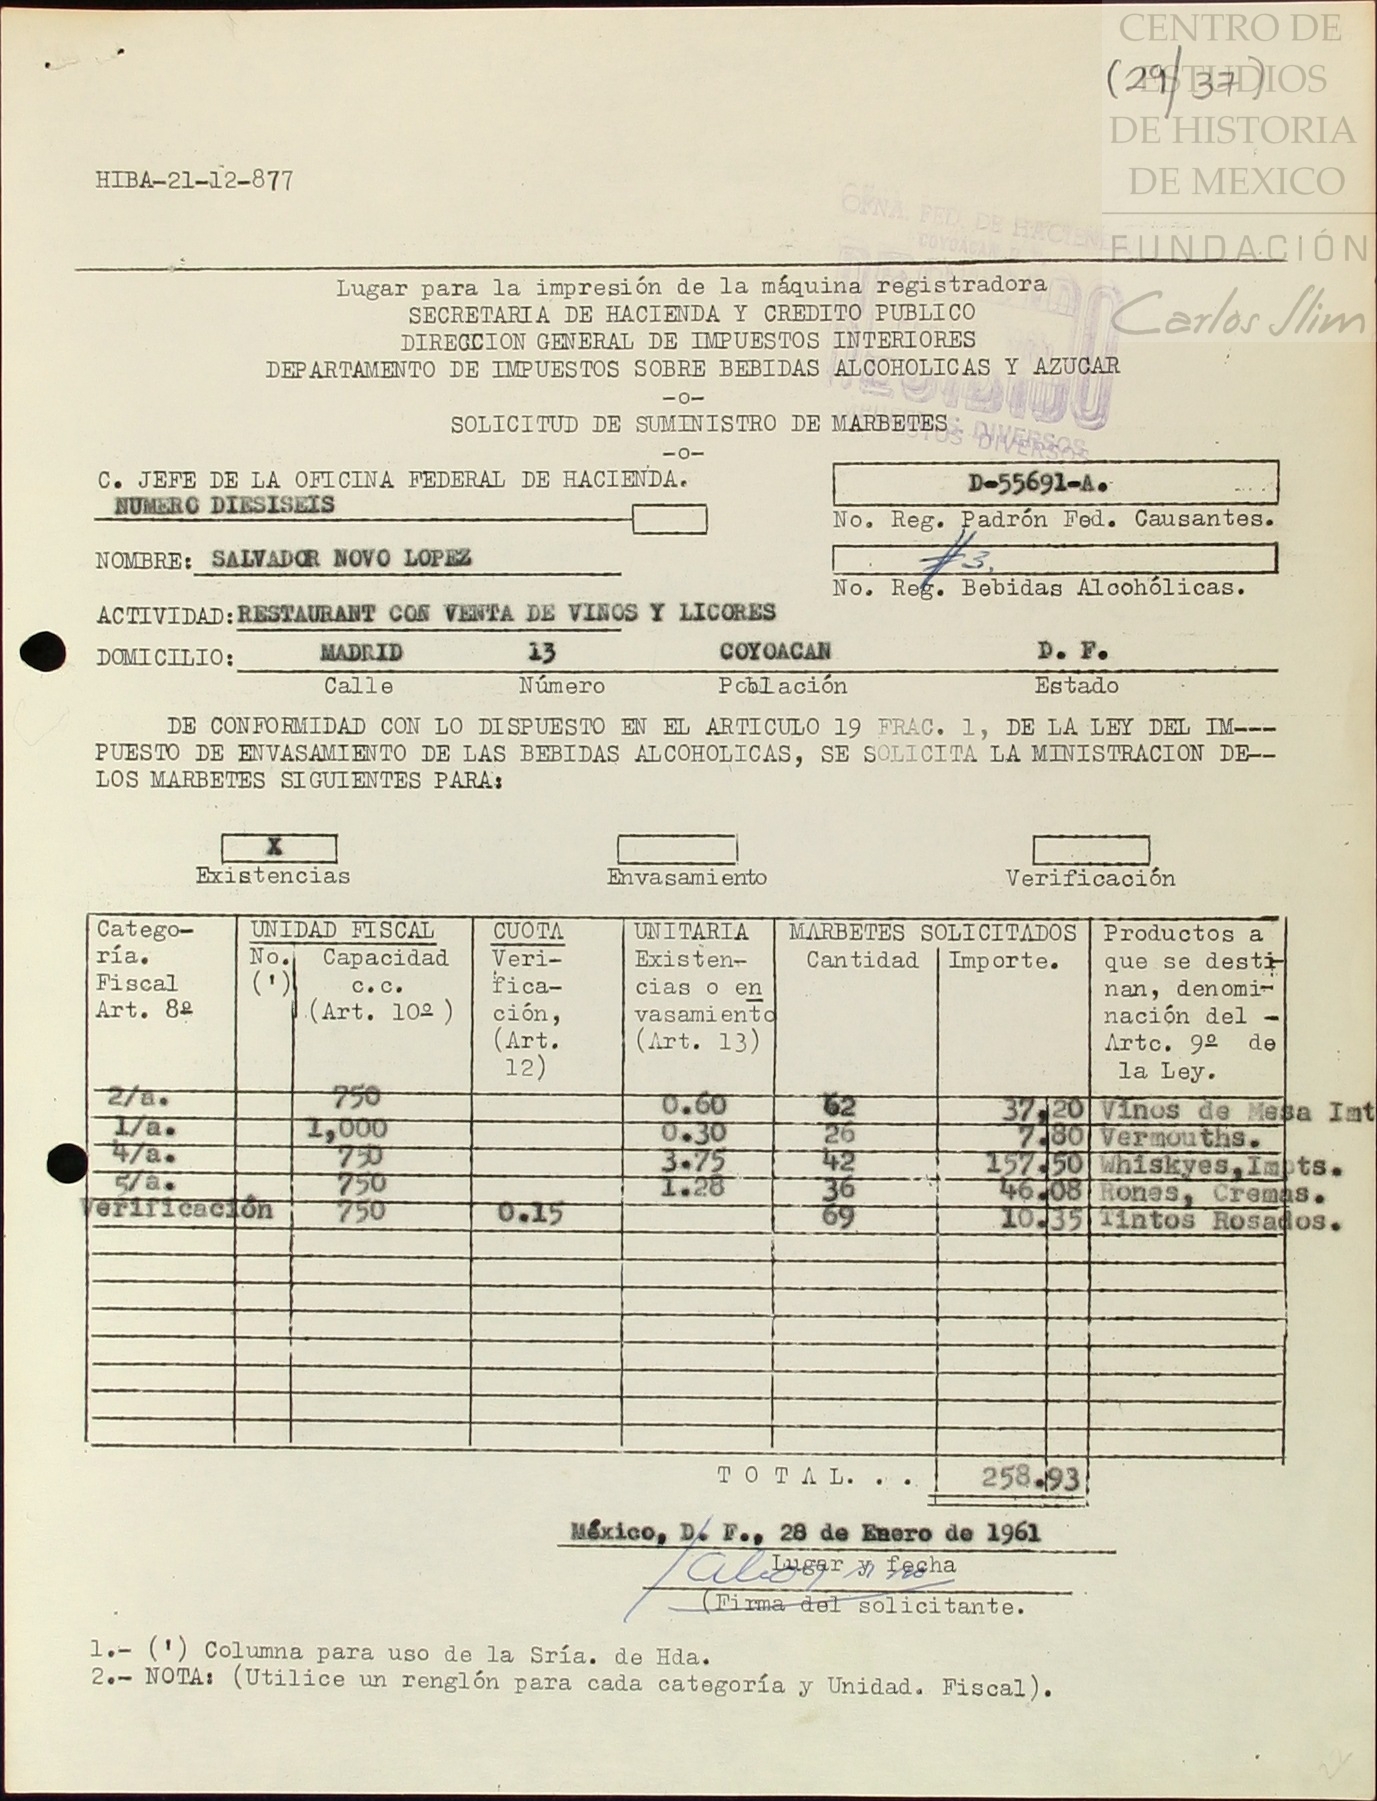 CENTRO DE
ESTUDIOS
DE HISTORIA
DE MEXICO
FUNDACIÓN
Carlos Slim
(29/37)
HIBA-21-12-877
OFNA. FED. DE HACIENDA
COYOACAN
RECIBIDO
IMPUESTOS DIVERSOS
Lugar para la impresión de la máquina registradora
SECRETARIA DE HACIENDA Y CREDITO PUBLICO
DIRECCION GENERAL DE IMPUESTOS INTERIORES
DEPARTAMENTO DE IMPUESTOS SOBRE BEBIDAS ALCOHOLICAS Y AZUCAR
-o-
SOLICITUD DE SUMINISTRO DE MARBETES
-o-
C. JEFE DE LA OFICINA FEDERAL DE HACIENDA.
NUMERO DIESISEIS
D-55691-A.
No. Reg. Padrón Fed. Causantes.
NOMBRE: SALVADOR NOVO LOPEZ
#3.
No. Reg. Bebidas Alcohólicas.
ACTIVIDAD: RESTAURANT CON VENTA DE VINOS Y LICORES
DOMICILIO: MADRID 13 COYOACAN D. F.
Calle Número Población Estado
DE CONFORMIDAD CON LO DISPUESTO EN EL ARTICULO 19 FRAC. 1, DE LA LEY DEL IM---
PUESTO DE ENVASAMIENTO DE LAS BEBIDAS ALCOHOLICAS, SE SOLICITA LA MINISTRACION DE--
LOS MARBETES SIGUIENTES PARA:
X
Existencias Envasamiento Verificación
Catego- UNIDAD FISCAL CUOTA UNITARIA MARBETES SOLICITADOS Productos a
ría. No. Capacidad Veri- Existen- Cantidad Importe. que se desti-
Fiscal (') c.c. fica- cias o en nan, denomi-
Art. 8º (Art. 10º) ción, vasamiento nación del -
(Art. (Art. 13) Artc. 9º de
12) la Ley.
2/a. 750 0.60 62 37,20 Vinos de Mesa Imt
1/a. 1,000 0.30 26 7.80 Vermouths.
4/a. 750 3.75 42 157.50 Whiskyes,Impts.
5/a. 750 1.28 36 46.08 Rones, Cremas.
Verificación 750 0.15 69 10.35 Tintos Rosados.
TOTAL... 258.93
México, D. F., 28 de Enero de 1961
Lugar y fecha
(Firma del solicitante.
1.- (') Columna para uso de la Sría. de Hda.
2.- NOTA: (Utilice un renglón para cada categoría y Unidad. Fiscal).